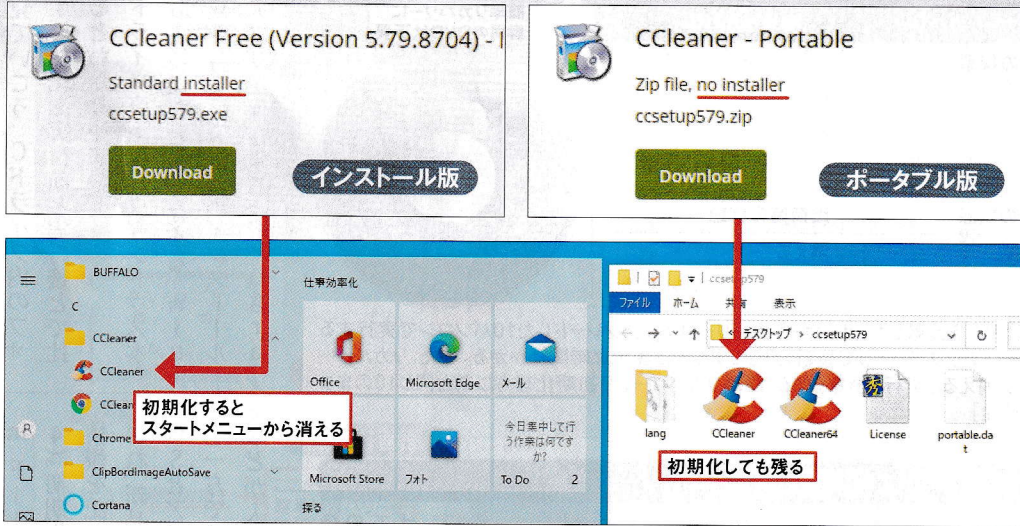 CCleaner Free (Version 5.79.8704) -
Standard installer
ccsetup579.exe
Download
インストール版
CCleaner - Portable
Zip file, no installer
ccsetup579.zip
Download
ポータブル版
BUFFALO
C
CCleaner
CCleaner
CClean
Chrome
ClipBordImageAutoSave
Cortana
初期化すると
スタートメニューから消える
仕事効率化
Office
Microsoft Edge
メール
Microsoft Store
フォト
今日集中して行
う作業は何です
か?
To Do 2
探る
ccsetup579
ファイル ホーム 共有 表示
デスクトップ > ccsetup579
lang
CCleaner
CCleaner64
秀
License
portable.da
t
初期化しても残る